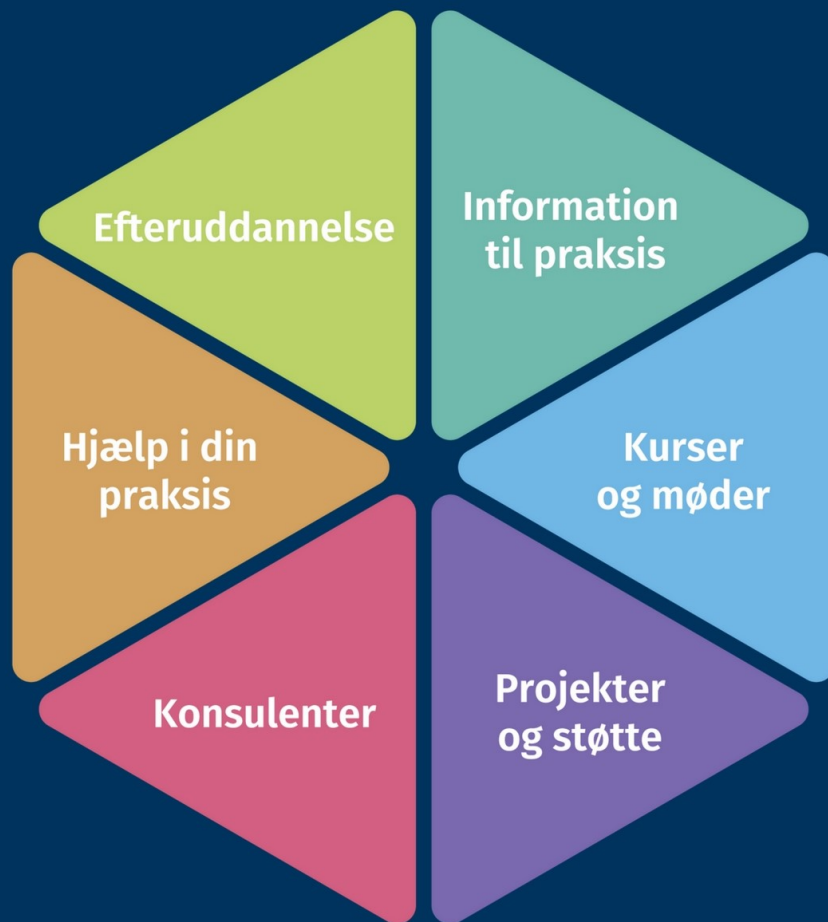 Efteruddannelse
Information
til praksis
Hjælp i din
praksis
Kurser
og møder
Konsulenter
Projekter
og støtte